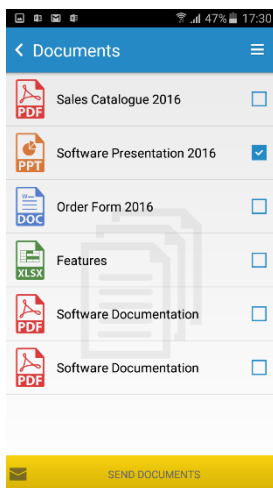 47% 17:30
Documents
PDF Sales Catalogue 2016
PPT Software Presentation 2016
W
DOC Order Form 2016
XLSX Features
PDF Software Documentation
PDF Software Documentation
SEND DOCUMENTS